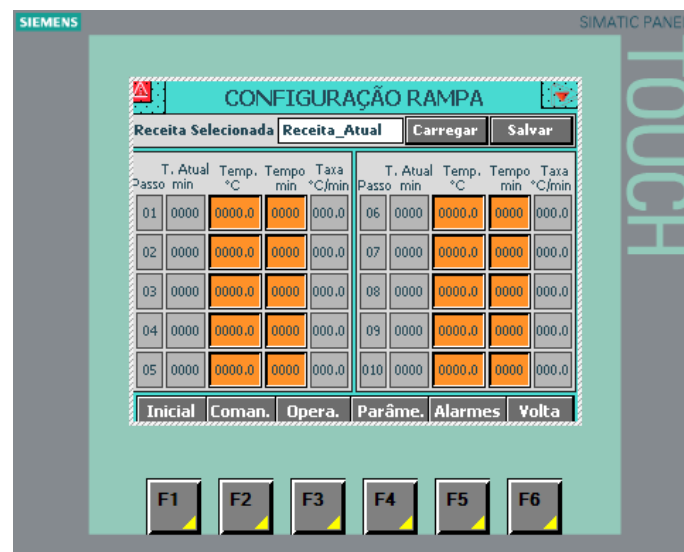 SIEMENS
SIMATIC PANE
TOUCH
CONFIGURAÇÃO RAMPA
Receita Selecionada Receita_Atual Carregar Salvar
T. Atual Temp. Tempo Taxa T. Atual Temp. Tempo Taxa
Passo min °C min °C/min Passo min °C min °C/min
01 0000 0000.0 0000 000.0 06 0000 0000.0 0000 000.0
02 0000 0000.0 0000 000.0 07 0000 0000.0 0000 000.0
03 0000 0000.0 0000 000.0 08 0000 0000.0 0000 000.0
04 0000 0000.0 0000 000.0 09 0000 0000.0 0000 000.0
05 0000 0000.0 0000 000.0 010 0000 0000.0 0000 000.0
Inicial Coman. Opera. Parâme. Alarmes Volta
F1 F2 F3 F4 F5 F6